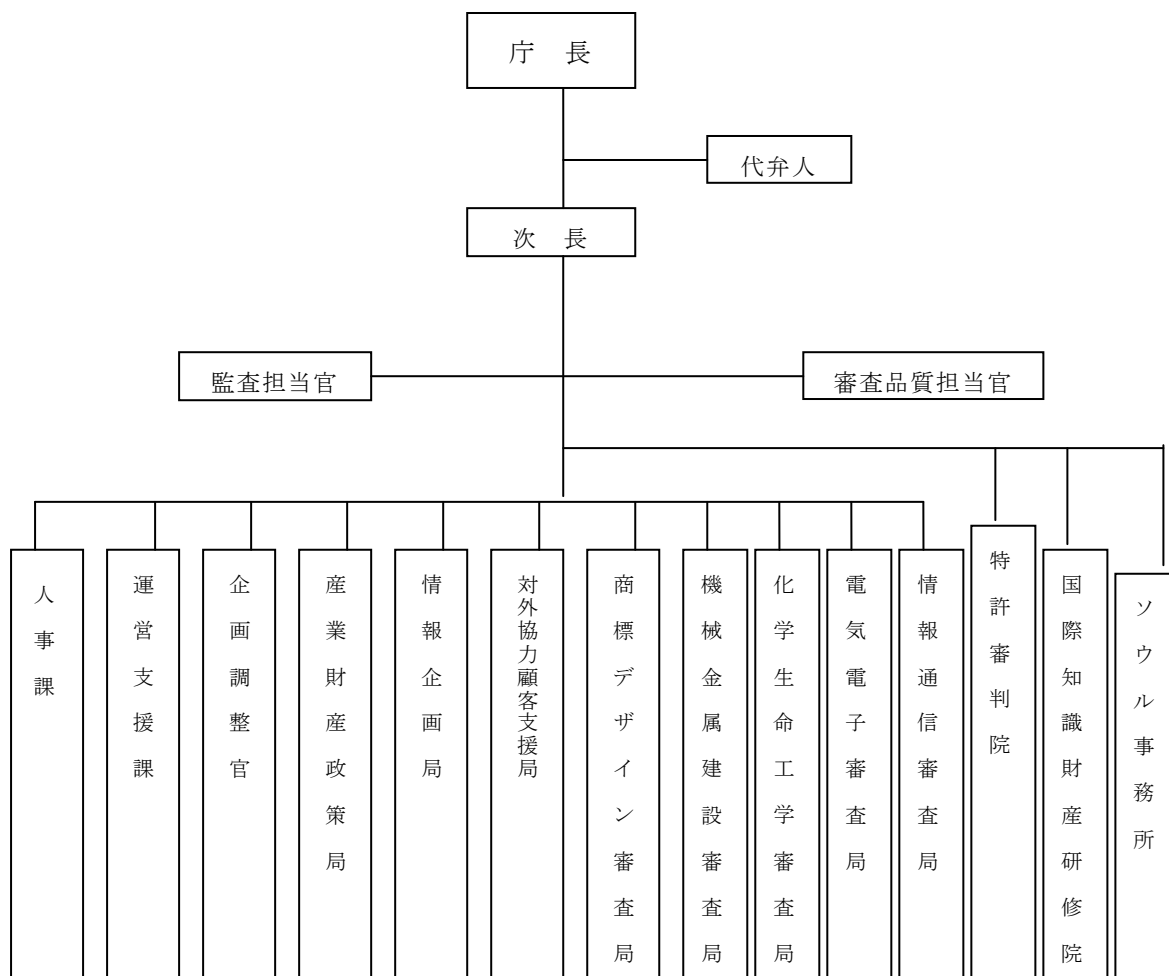 庁　長
代弁人
次　長
監査担当官
審査品質担当官
人事課
運営支援課
企画調整官
産業財産政策局
情報企画局
対外協力顧客支援局
商標デザイン審査局
機械金属建設審査局
化学生命工学審査局
電気電子審査局
情報通信審査局
特許審判院
国際知識財産研修院
ソウル事務所